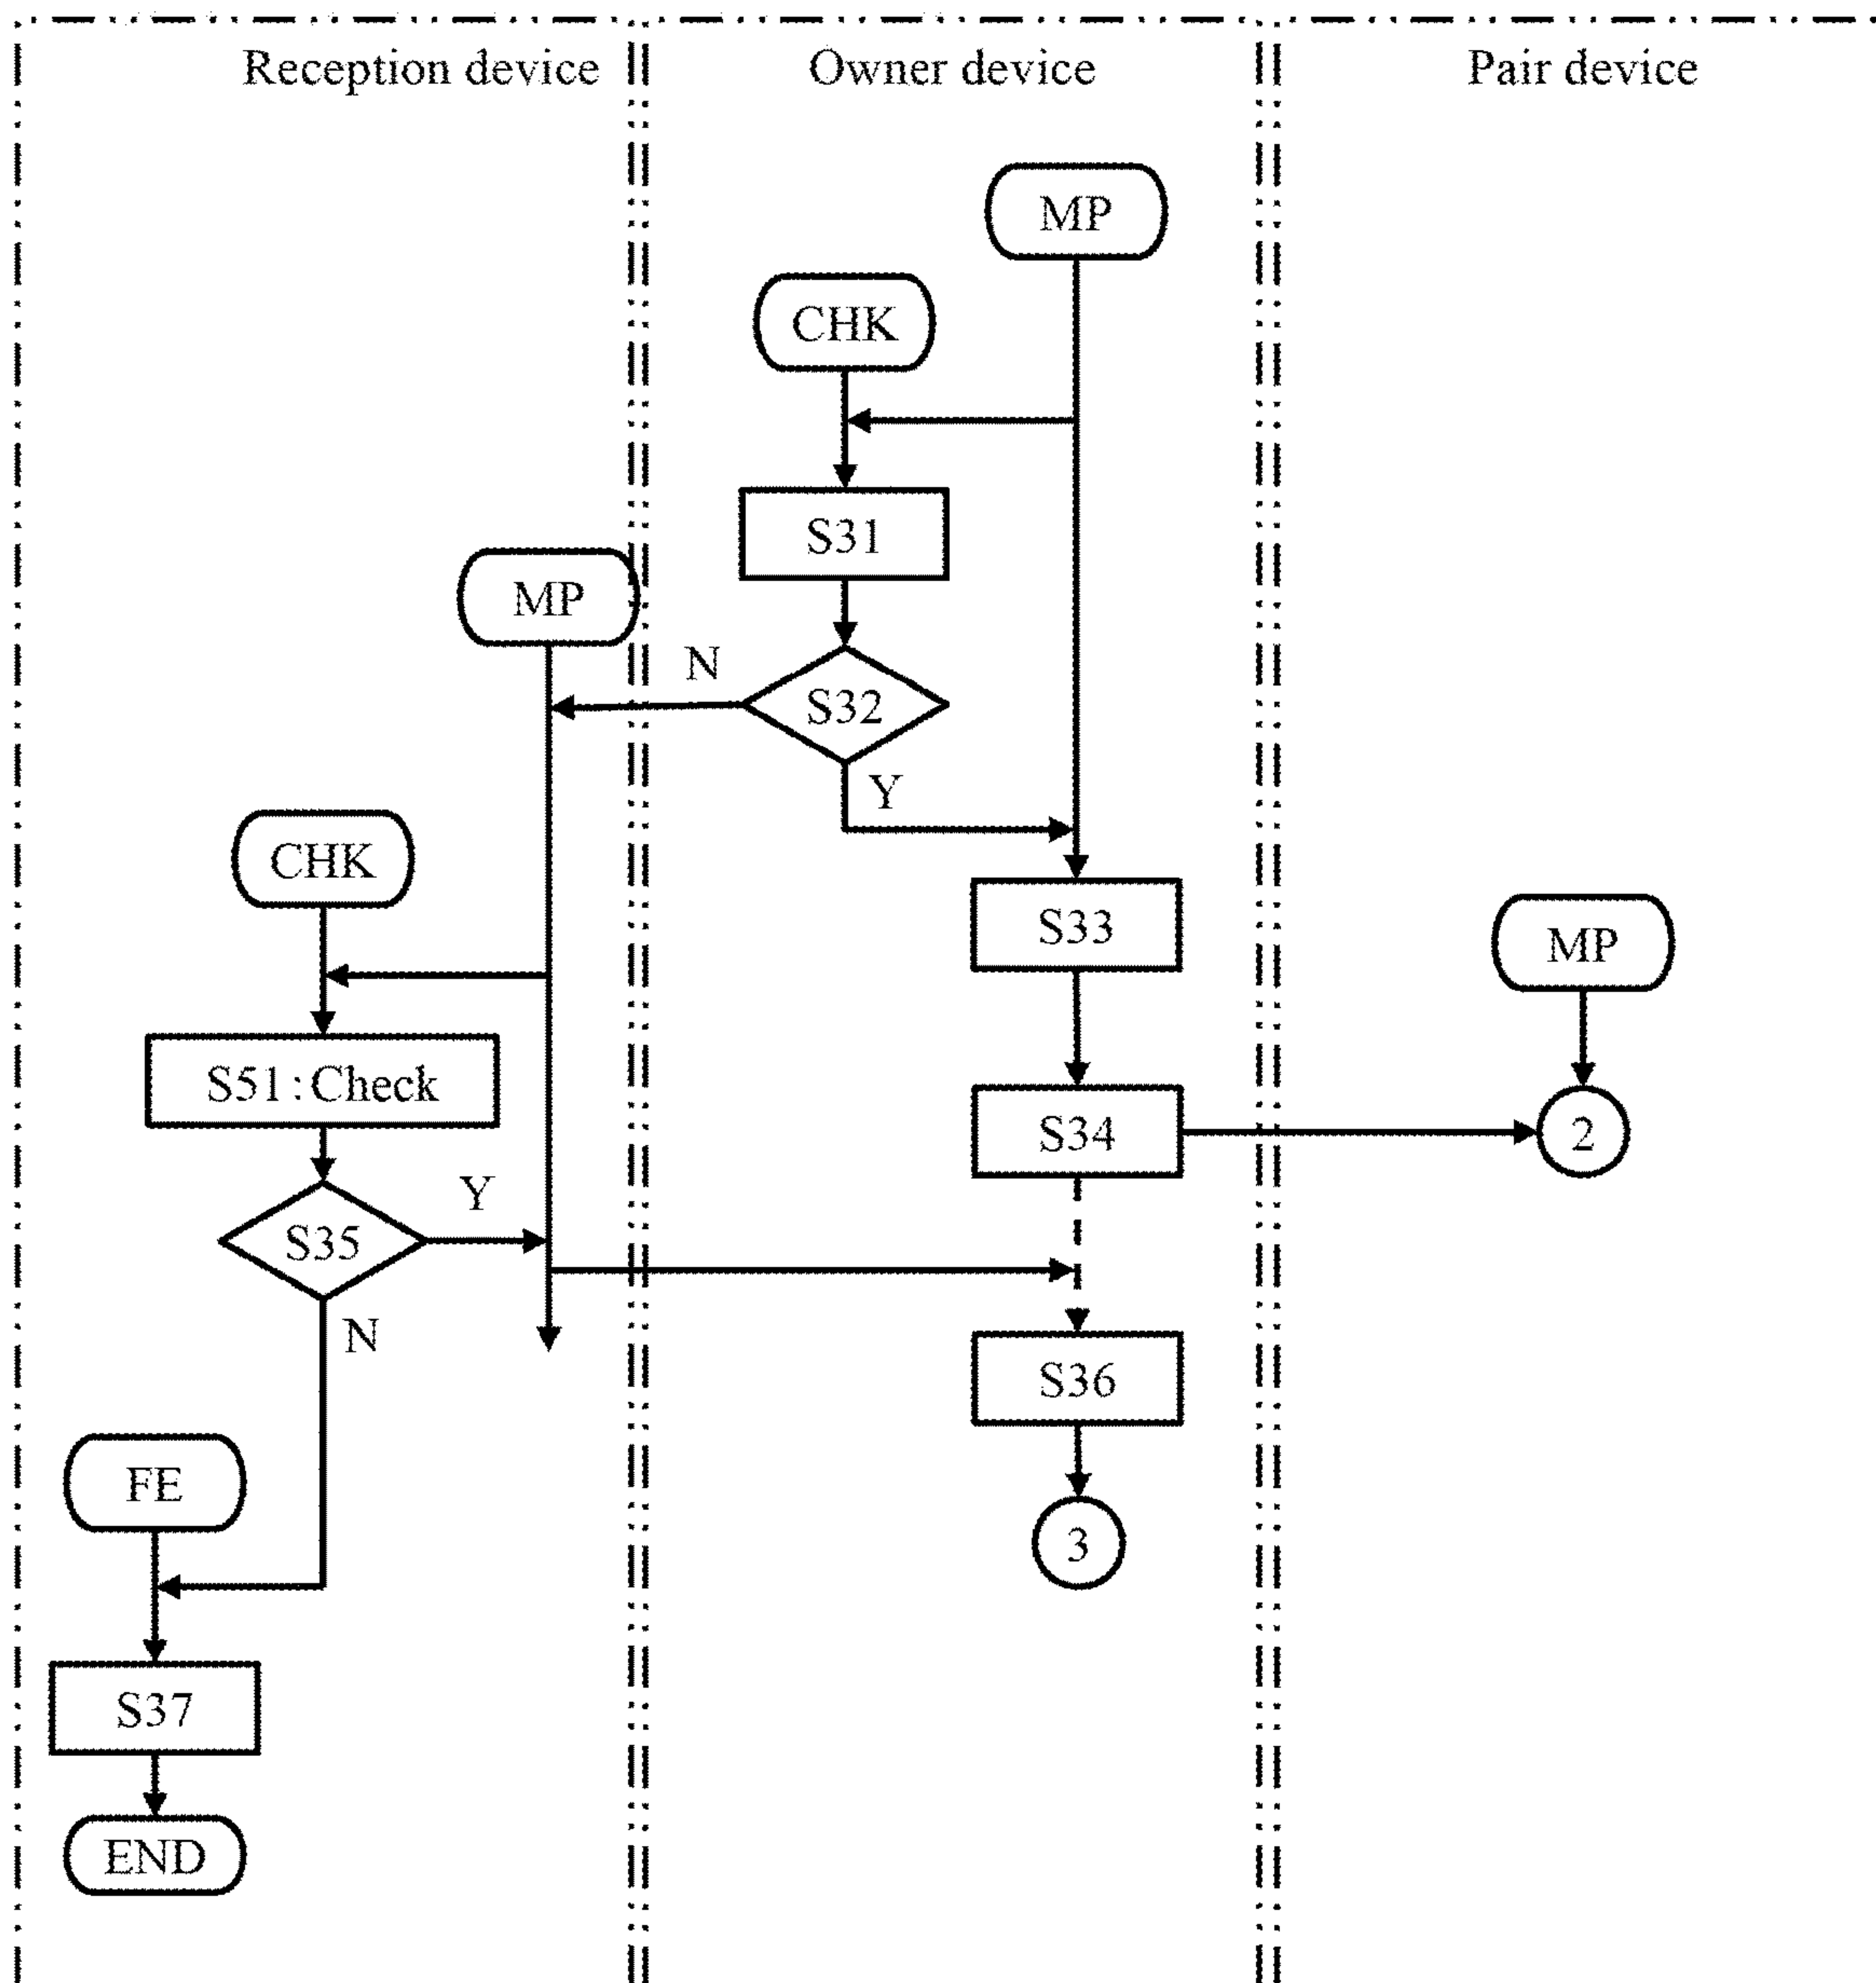 Reception device
Owner device
Pair device
MP
CHK
S31
MP
N
S32
Y
CHK
S33
MP
S51:Check
S34
2
Y
S35
N
S36
FE
3
S37
END